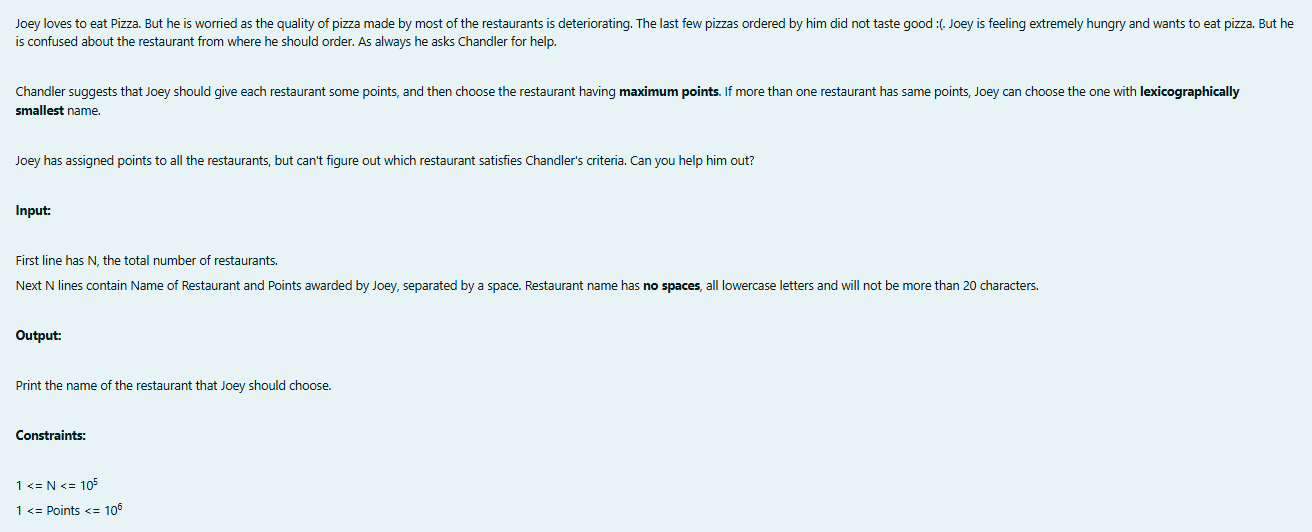 Joey loves to eat Pizza. But he is worried as the quality of pizza made by most of the restaurants is deteriorating. The last few pizzas ordered by him did not taste good :(. Joey is feeling extremely hungry and wants to eat pizza. But he
is confused about the restaurant from where he should order. As always he asks Chandler for help.
Chandler suggests that Joey should give each restaurant some points, and then choose the restaurant having maximum points. If more than one restaurant has same points, Joey can choose the one with lexicographically
smallest name.
Joey has assigned points to all the restaurants, but can't figure out which restaurant satisfies Chandler's criteria. Can you help him out?
Input:
First line has N, the total number of restaurants.
Next N lines contain Name of Restaurant and Points awarded by Joey, separated by a space. Restaurant name has no spaces, all lowercase letters and will not be more than 20 characters.
Output:
Print the name of the restaurant that Joey should choose.
Constraints:
1 <= N <= 10⁵
1 <= Points <= 10⁶